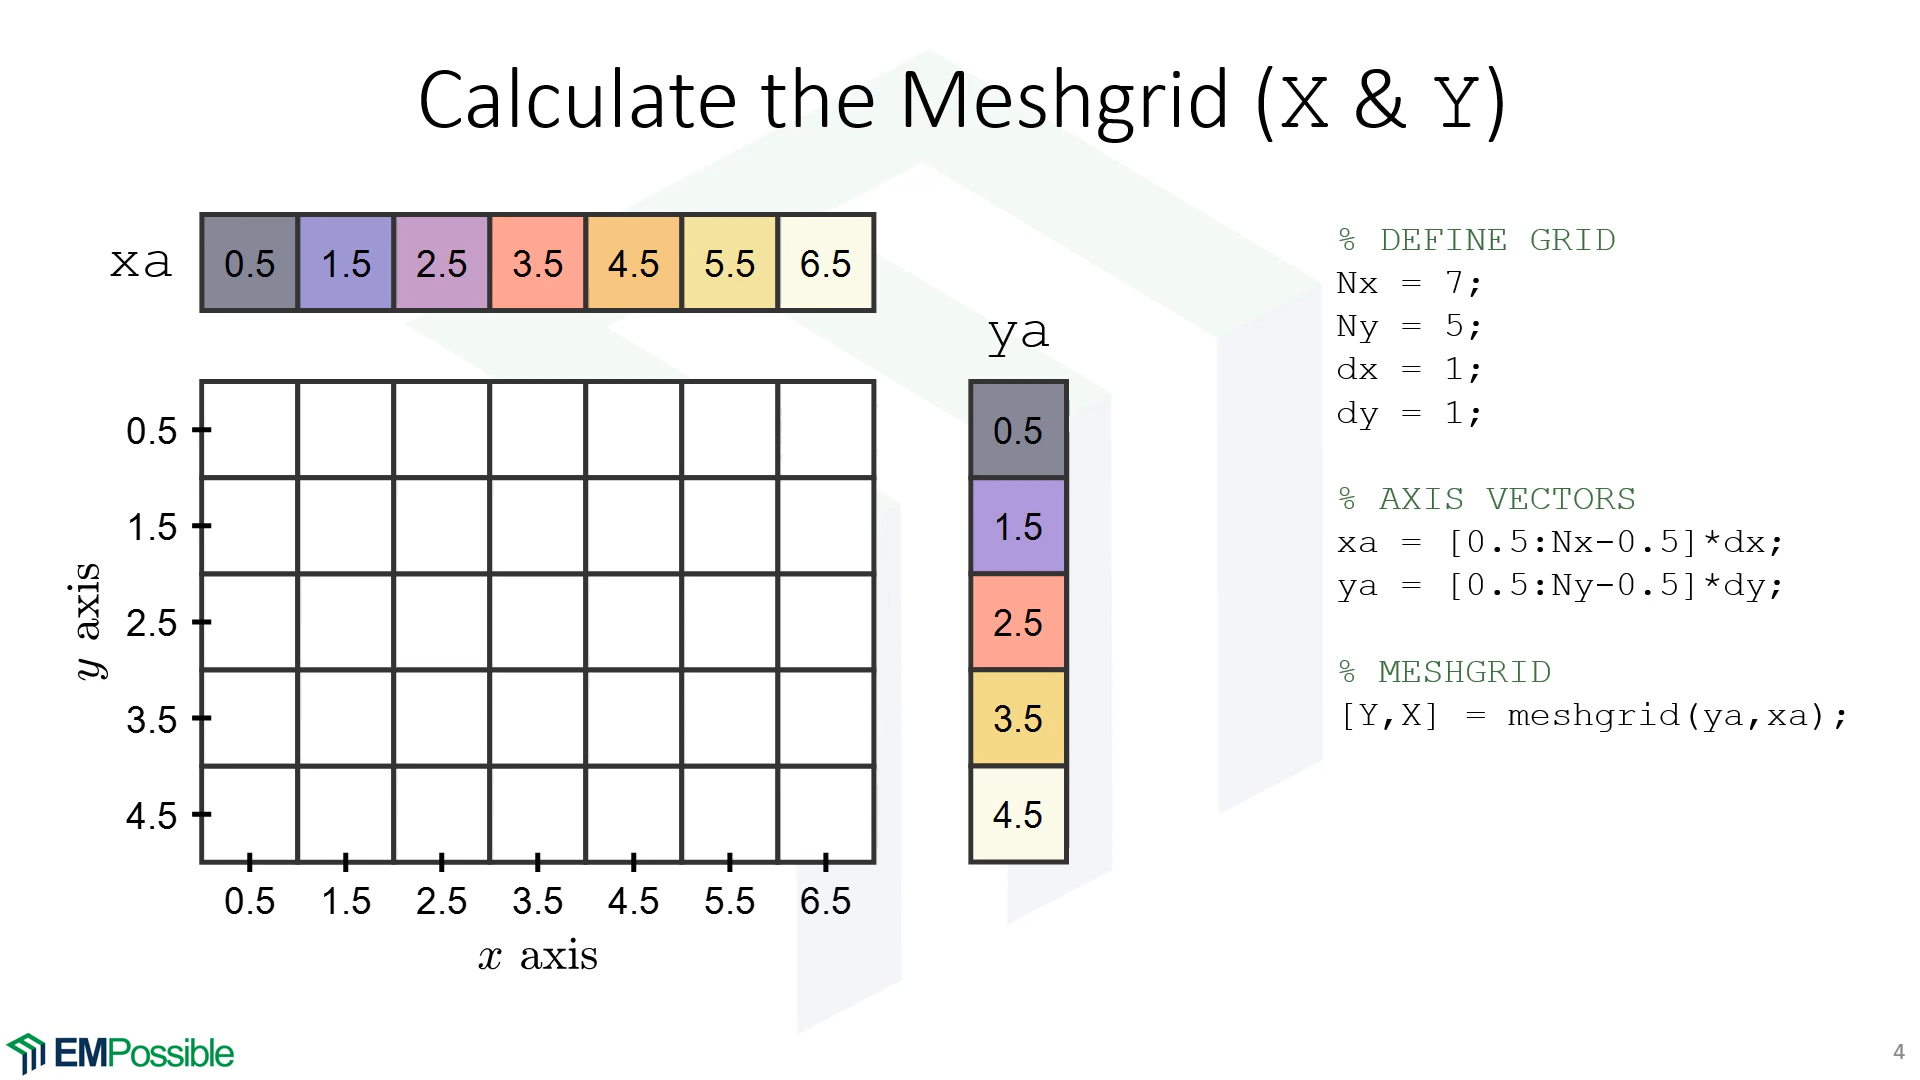 Calculate the Meshgrid (X & Y)
xa 0.5 1.5 2.5 3.5 4.5 5.5 6.5
ya
0.5
1.5
2.5
3.5
4.5
y axis
0.5
1.5
2.5
3.5
4.5
0.5 1.5 2.5 3.5 4.5 5.5 6.5
x axis
% DEFINE GRID
Nx = 7;
Ny = 5;
dx = 1;
dy = 1;
% AXIS VECTORS
xa = [0.5:Nx-0.5]*dx;
ya = [0.5:Ny-0.5]*dy;
% MESHGRID
[Y,X] = meshgrid(ya,xa);
EMPossible
4